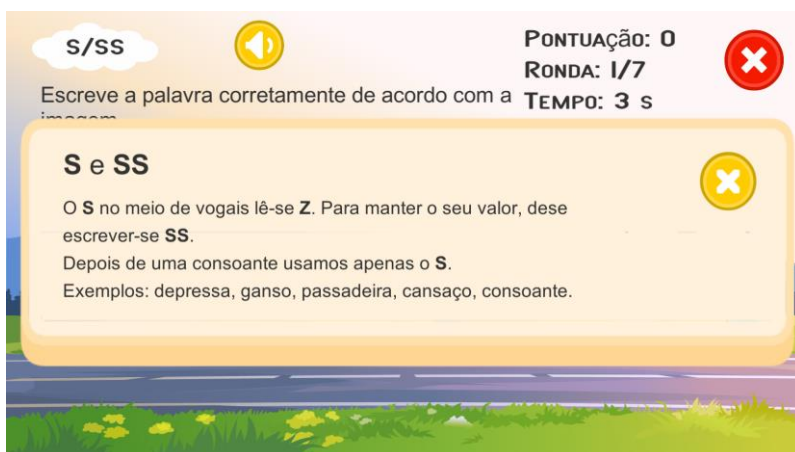 S/SS
PONTUAÇÃO: 0
RONDA: 1/7
TEMPO: 3 s
Escreve a palavra corretamente de acordo com a
imagem
S e SS
O S no meio de vogais lê-se Z. Para manter o seu valor, dese
escrever-se SS.
Depois de uma consoante usamos apenas o S.
Exemplos: depressa, ganso, passadeira, cansaço, consoante.